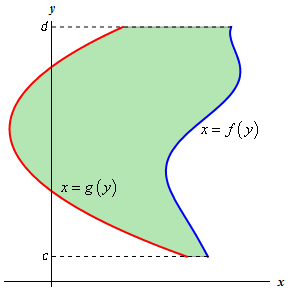 y
d
x = f(y)
x = g(y)
c
x